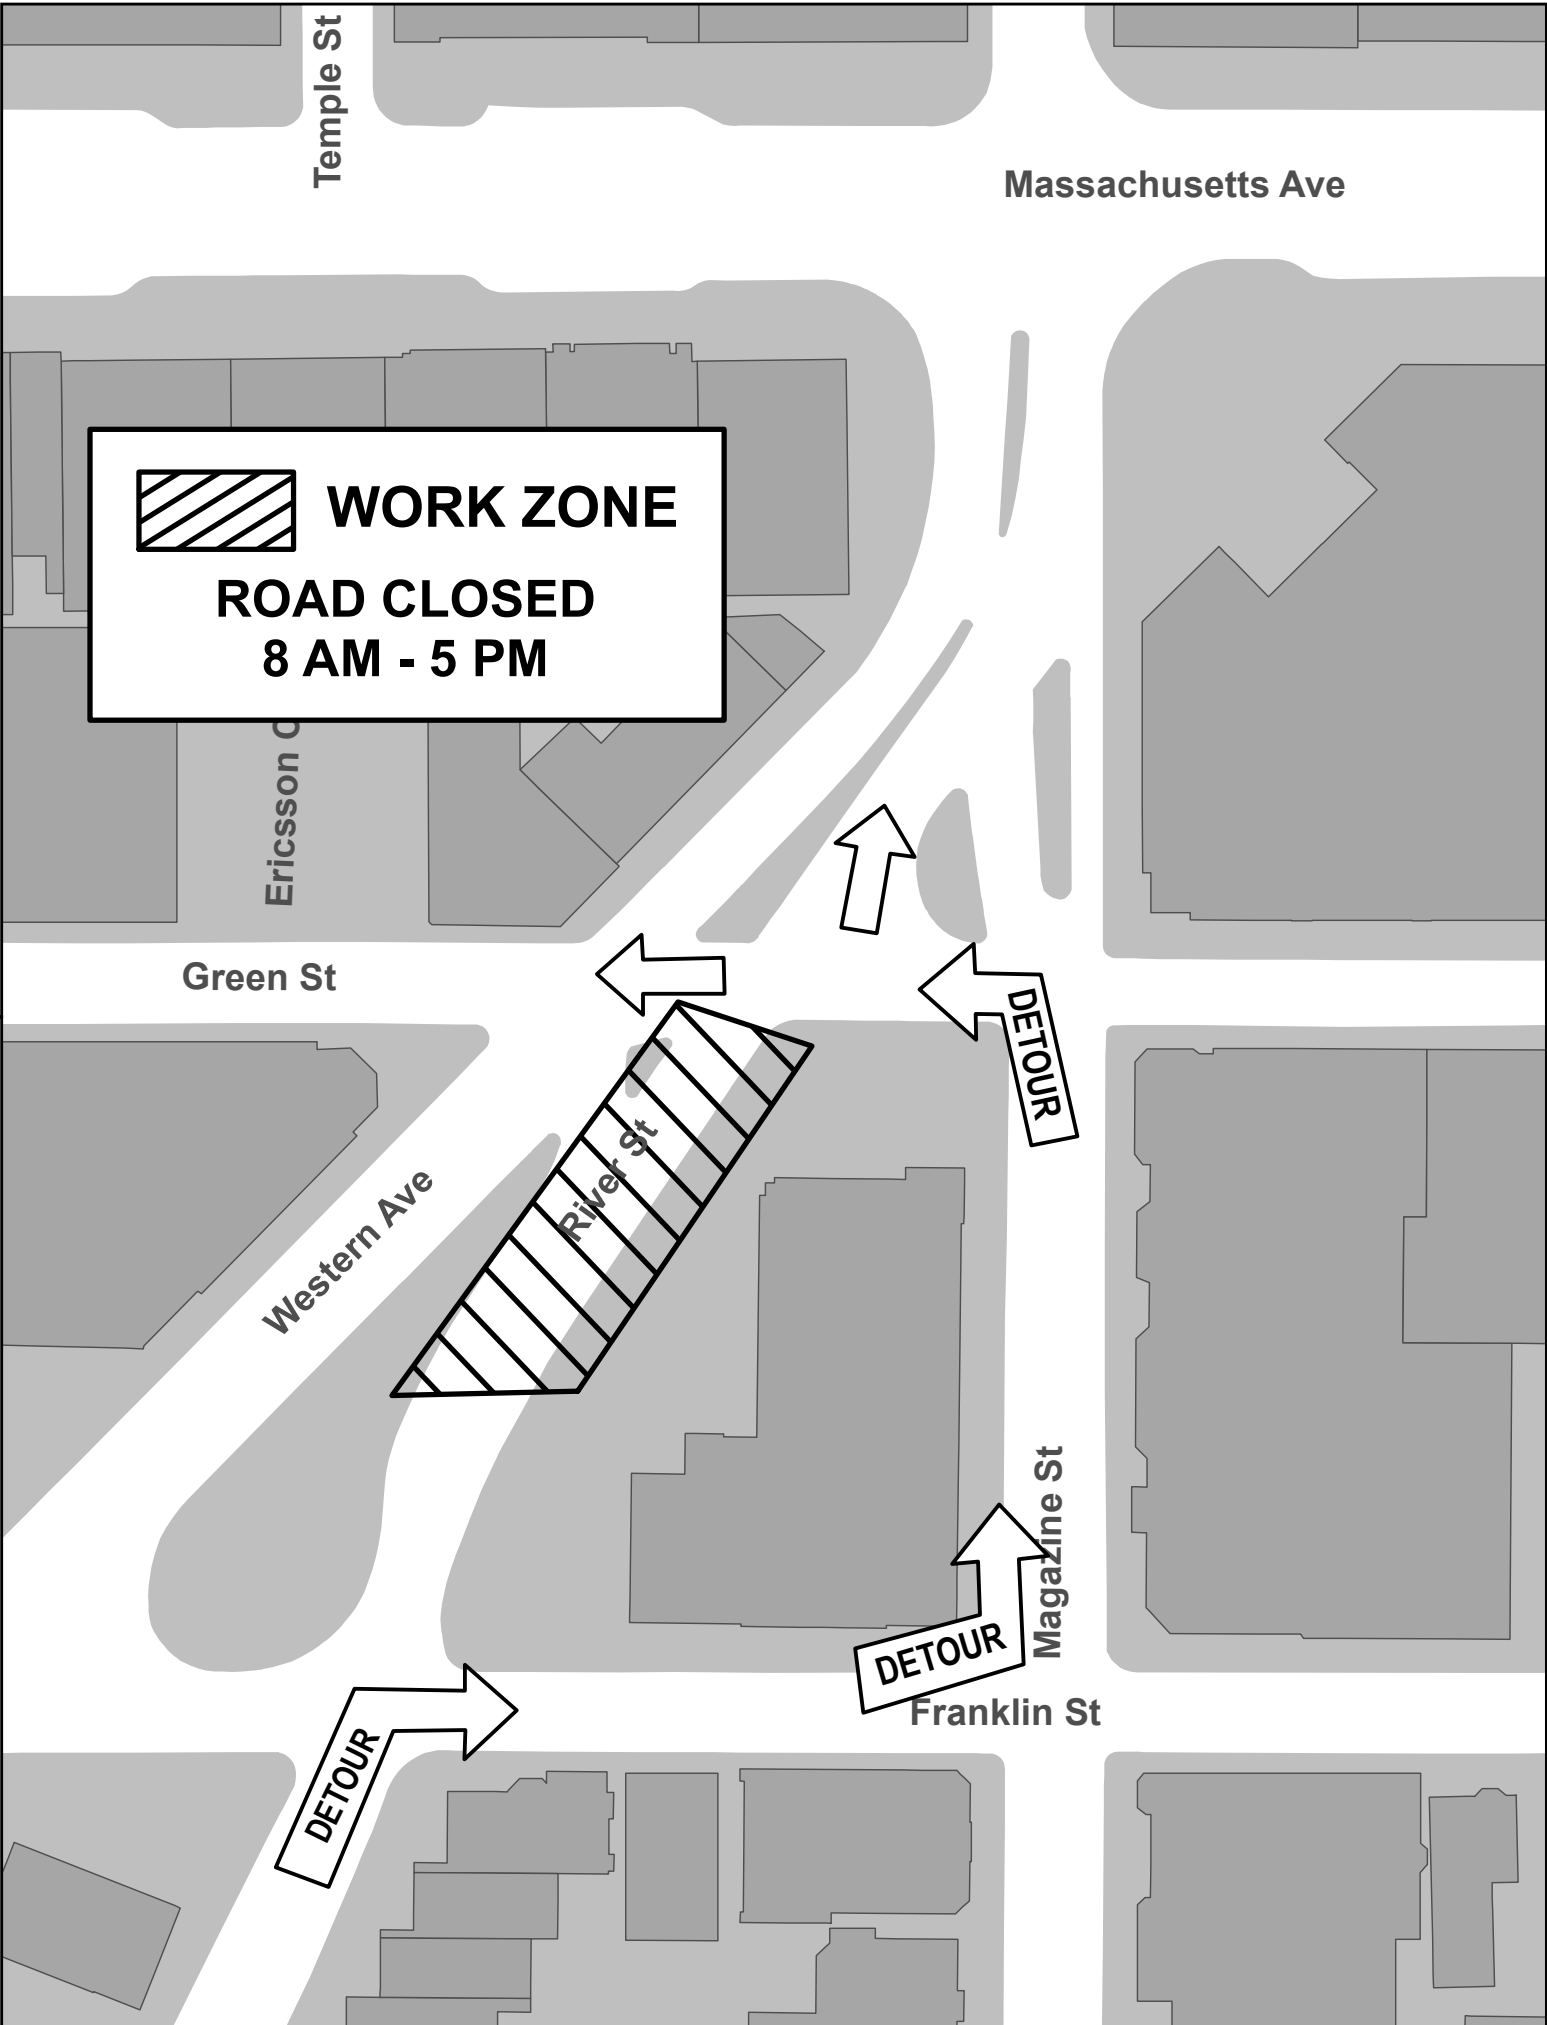 Temple St
Massachusetts Ave
WORK ZONE
ROAD CLOSED
8 AM - 5 PM
Ericsson
Green St
DETOUR
River St
Western Ave
Magazine St
DETOUR
Franklin St
DETOUR